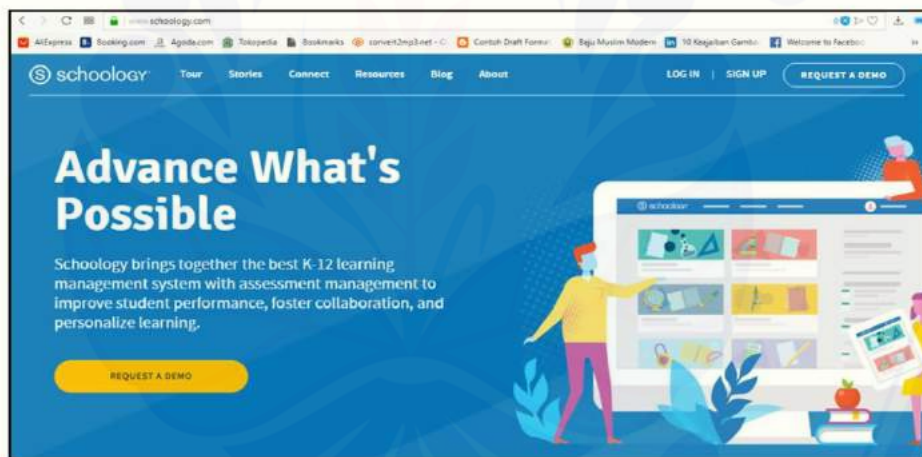 www.schoology.com
AliExpress Booking.com Agoda.com Tokopedia Bookmarks convert2mp3.net - C Contoh Draft Format Baju Muslim Modern 10 Keajaiban Gamba Welcome to Faceboo
schoology Tour Stories Connect Resources Blog About LOG IN | SIGN UP REQUEST A DEMO
Advance What's
Possible
Schoology brings together the best K-12 learning
management system with assessment management to
improve student performance, foster collaboration, and
personalize learning.
REQUEST A DEMO
schoology